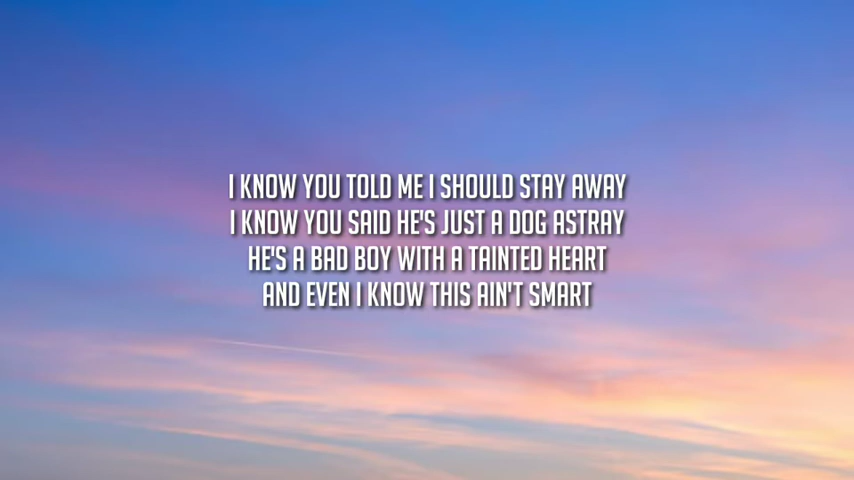 I KNOW YOU TOLD ME I SHOULD STAY AWAY
I KNOW YOU SAID HE'S JUST A DOG ASTRAY
HE'S A BAD BOY WITH A TAINTED HEART
AND EVEN I KNOW THIS AIN'T SMART